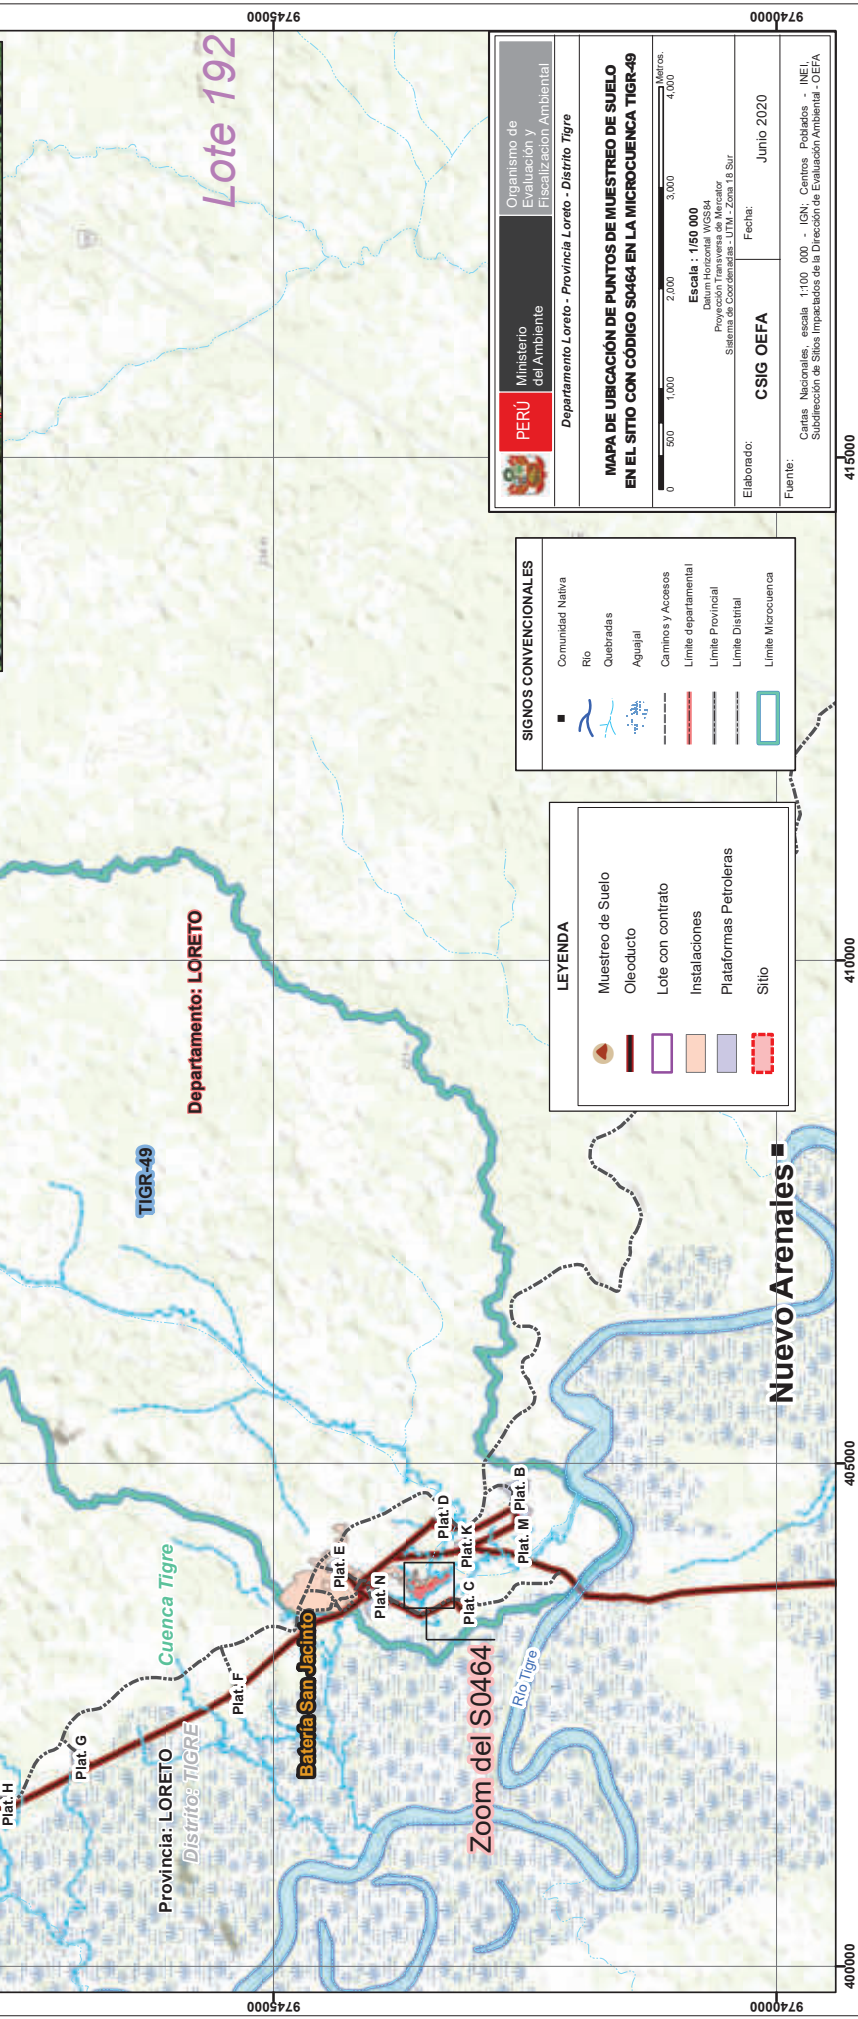 Lote 192
TIGR-49
Departamento: LORETO
Cuenca Tigre
Provincia: LORETO
Distrito: TIGRE
Plat. H
Plat. G
Plat. F
Batería San Jacinto
Plat. E
Plat. N
Plat. D
Plat. K
Plat. C
Plat. B
Plat. M
Zoom del S0464
Río Tigre
Nuevo Arenales
LEYENDA
Muestreo de Suelo
Oleoducto
Lote con contrato
Instalaciones
Plataformas Petroleras
Sitio
SIGNOS CONVENCIONALES
Comunidad Nativa
Río
Quebradas
Aguajal
Caminos y Accesos
Límite departamental
Límite Provincial
Límite Distrital
Límite Microcuenca
PERÚ
Ministerio
del Ambiente
Organismo de
Evaluación y
Fiscalizacion Ambiental
Departamento Loreto - Provincia Loreto - Distrito Tigre
MAPA DE UBICACIÓN DE PUNTOS DE MUESTREO DE SUELO
EN EL SITIO CON CÓDIGO S0464 EN LA MICROCUENCA TIGR-49
0 500 1,000 2,000 3,000 4,000
Metros.
Escala : 1/50 000
Datum Horizontal WGS84
Proyección Transversa de Mercator
Sistema de Coordenadas - UTM - Zona 18 Sur
Elaborado:
CSIG OEFA
Fecha:
Junio 2020
Fuente:
Cartas Nacionales, escala 1:100 000 - IGN; Centros Poblados - INEI,
Subdirección de Sitios Impactados de la Dirección de Evaluación Ambiental - OEFA
400000
405000
410000
415000
9745000
9740000
9745000
9740000